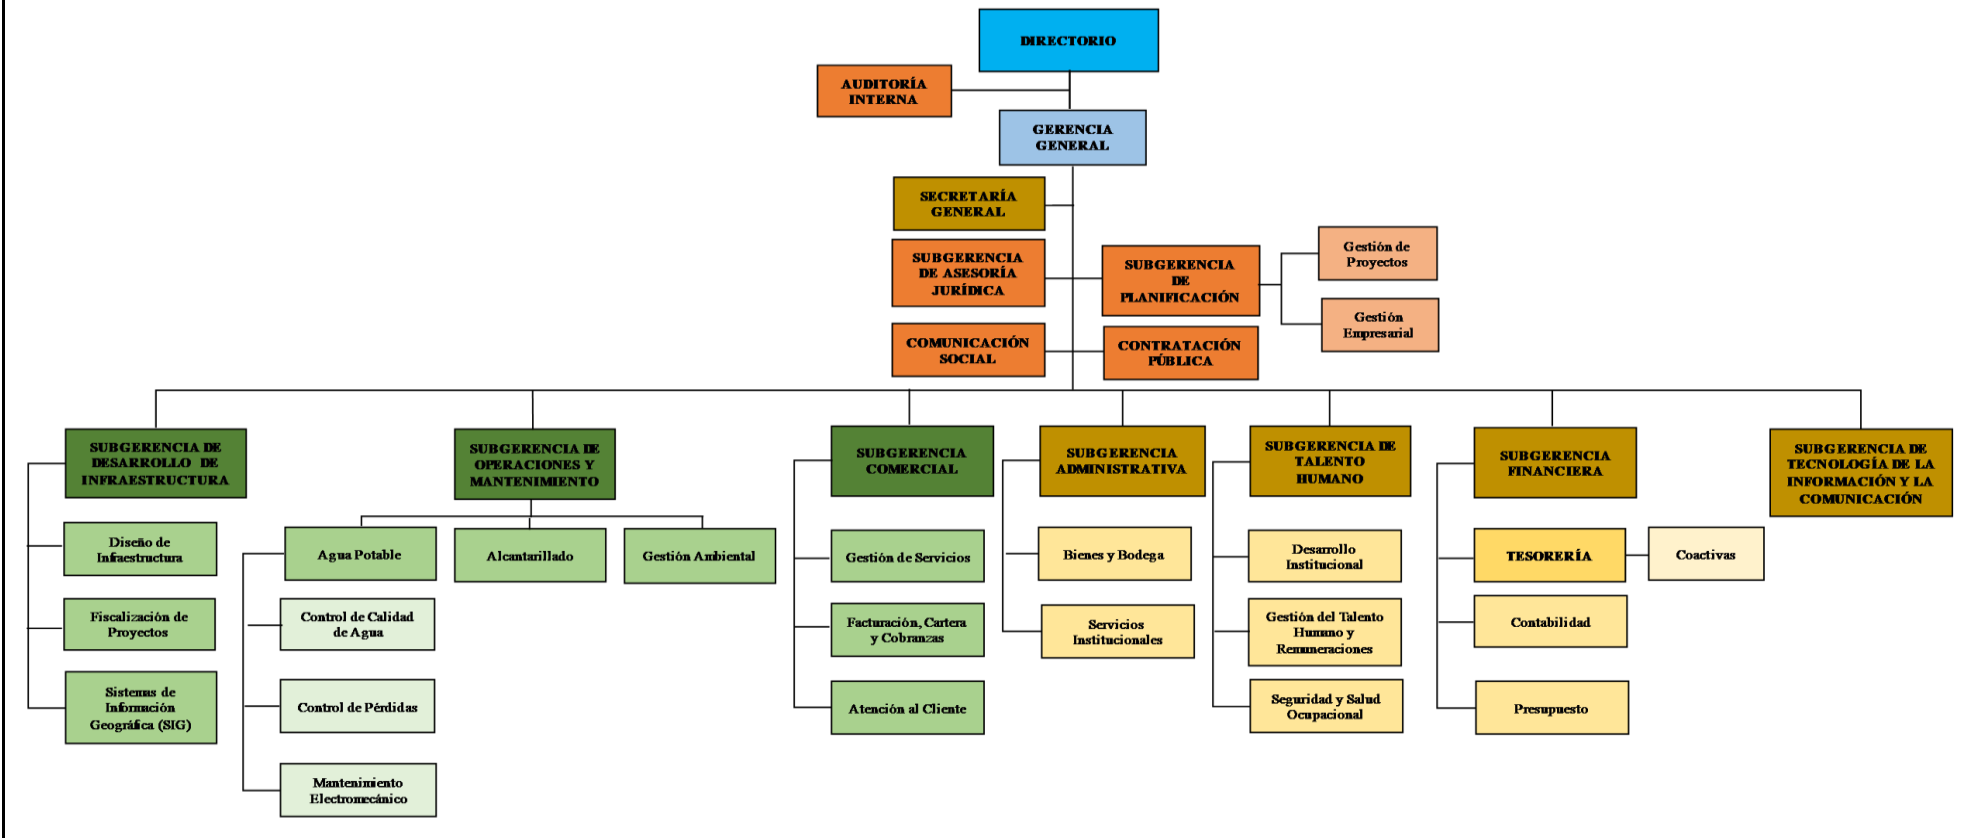 DIRECTORIO
AUDITORÍA
INTERNA
GERENCIA
GENERAL
SECRETARÍA
GENERAL
SUBGERENCIA
DE ASESORÍA
JURÍDICA
SUBGERENCIA
DE
PLANIFICACIÓN
Gestión de
Proyectos
Gestión
Empresarial
COMUNICACIÓN
SOCIAL
CONTRATACIÓN
PÚBLICA
SUBGERENCIA DE
DESARROLLO DE
INFRAESTRUCTURA
Diseño de
Infraestructura
Fiscalización de
Proyectos
Sistemas de
Información
Geográfica (SIG)
SUBGERENCIA DE
OPERACIONES Y
MANTENIMIENTO
Agua Potable
Alcantarillado
Gestión Ambiental
Control de Calidad
de Agua
Control de Pérdidas
Mantenimiento
Electromecánico
SUBGERENCIA
COMERCIAL
Gestión de Servicios
Facturación, Cartera
y Cobranzas
Atención al Cliente
SUBGERENCIA
ADMINISTRATIVA
Bienes y Bodega
Servicios
Institucionales
SUBGERENCIA DE
TALENTO
HUMANO
Desarrollo
Institucional
Gestión del Talento
Humano y
Remuneraciones
Seguridad y Salud
Ocupacional
SUBGERENCIA
FINANCIERA
TESORERÍA
Coactivas
Contabilidad
Presupuesto
SUBGERENCIA DE
TECNOLOGÍA DE LA
INFORMACIÓN Y LA
COMUNICACIÓN